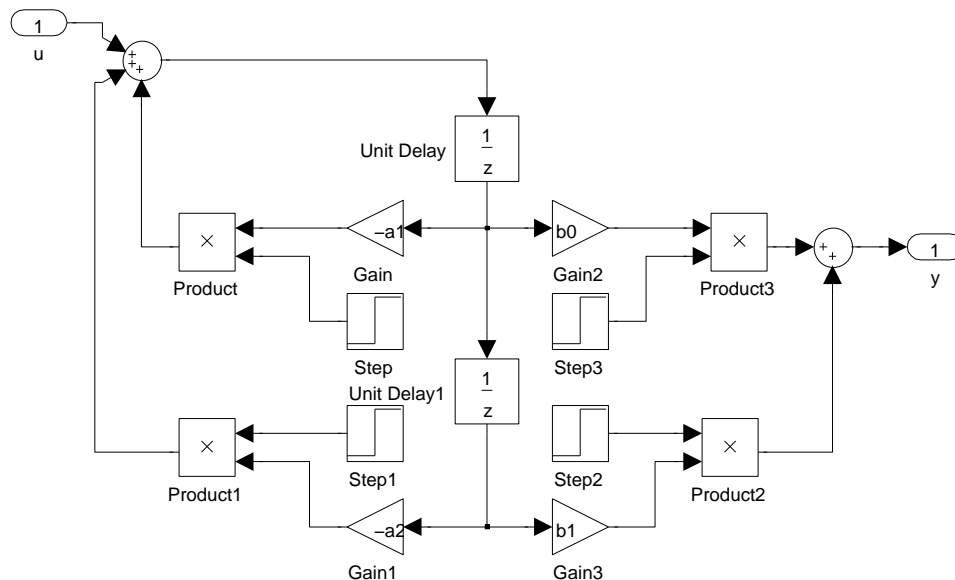 1
u
+
+
+
Unit Delay
1
z
−a1
Gain
×
Product
b0
Gain2
×
Product3
+
+
1
y
Step
Step3
Unit Delay1
1
z
×
Product1
Step1
Step2
×
Product2
−a2
Gain1
b1
Gain3